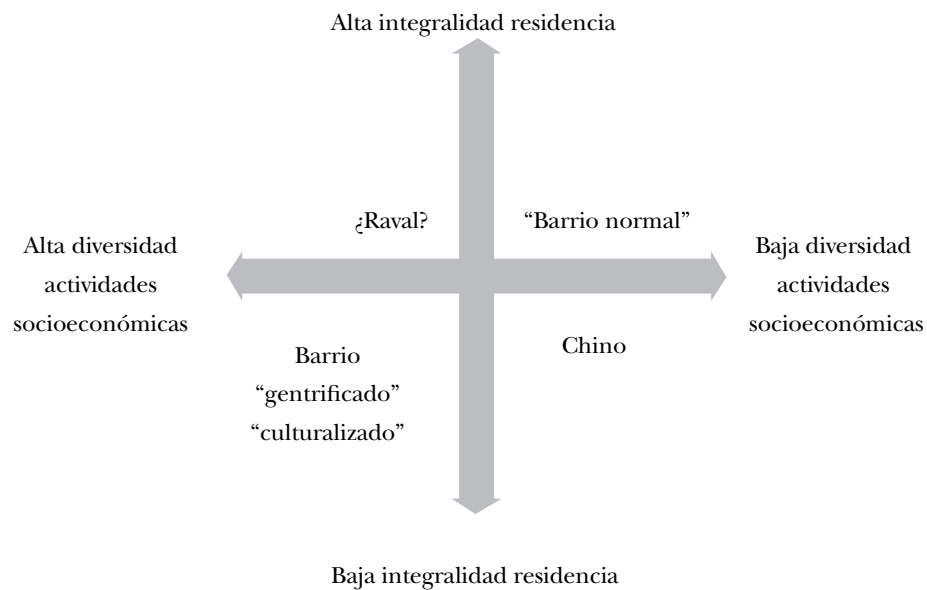 Alta integralidad residencia
¿Raval?
“Barrio normal”
Alta diversidad
actividades
socioeconómicas
Baja diversidad
actividades
socioeconómicas
Barrio
“gentrificado”
“culturalizado”
Chino
Baja integralidad residencia